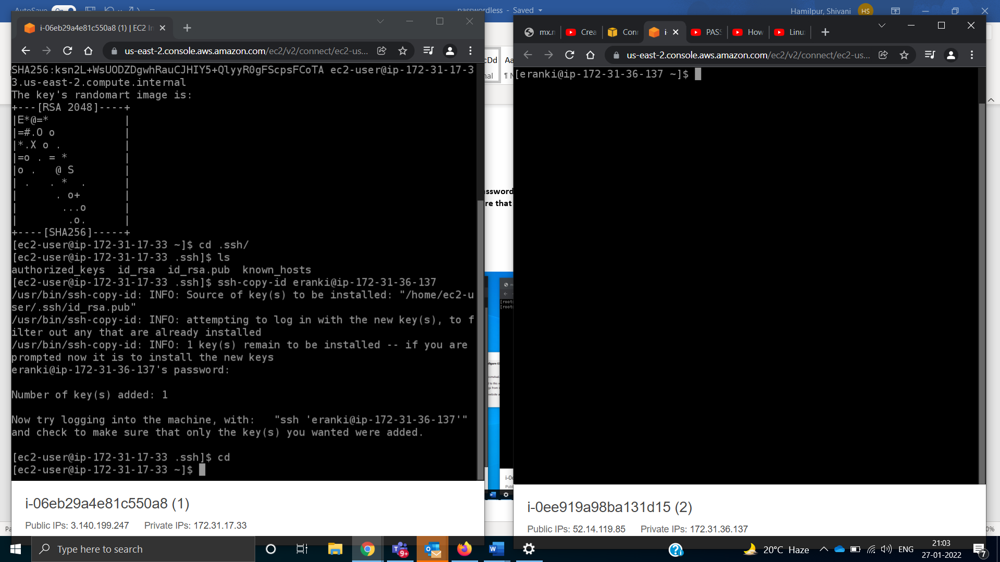 AutoSave On
passwordless - Saved
Hamilpur, Shivani HS
i-06eb29a4e81c550a8 (1) | EC2 In
us-east-2.console.aws.amazon.com/ec2/v2/connect/ec2-us...
SHA256:ksn2L+WsUODZDgwhRauCJHIY5+QlyyR0gFScpsFCoTA ec2-user@ip-172-31-17-3
3.us-east-2.compute.internal
The key's randomart image is:
+---[RSA 2048]----+
|E*@=*            |
|=#.O o           |
|*.X o .          |
|=o . = *         |
|o .   @ S        |
| .   . *  .      |
|      . o+       |
|       ...o      |
|        .o.      |
+----[SHA256]-----+
[ec2-user@ip-172-31-17-33 ~]$ cd .ssh/
[ec2-user@ip-172-31-17-33 .ssh]$ ls
authorized_keys  id_rsa  id_rsa.pub  known_hosts
[ec2-user@ip-172-31-17-33 .ssh]$ ssh-copy-id eranki@ip-172-31-36-137
/usr/bin/ssh-copy-id: INFO: Source of key(s) to be installed: "/home/ec2-u
ser/.ssh/id_rsa.pub"
/usr/bin/ssh-copy-id: INFO: attempting to log in with the new key(s), to f
ilter out any that are already installed
/usr/bin/ssh-copy-id: INFO: 1 key(s) remain to be installed -- if you are
prompted now it is to install the new keys
eranki@ip-172-31-36-137's password:
Number of key(s) added: 1
Now try logging into the machine, with:   "ssh 'eranki@ip-172-31-36-137'"
and check to make sure that only the key(s) you wanted were added.
[ec2-user@ip-172-31-17-33 .ssh]$ cd
[ec2-user@ip-172-31-17-33 ~]$
i-06eb29a4e81c550a8 (1)
Public IPs: 3.140.199.247 Private IPs: 172.31.17.33
cDd Aa
nal ¶ N
ssword
re that
mx.n Crea Conn i- PASS How Linux
us-east-2.console.aws.amazon.com/ec2/v2/connect/ec2-us...
[eranki@ip-172-31-36-137 ~]$
i-0ee919a98ba131d15 (2)
Public IPs: 52.14.119.85 Private IPs: 172.31.36.137
Type here to search
9+
20°C Haze
ENG
21:03
27-01-2022
7